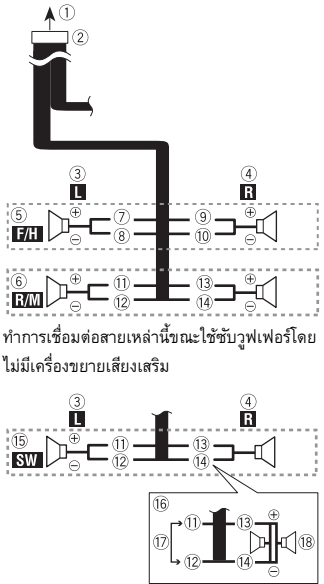 ①
②
③ ④
L R
⑤ ⊕ ⑦ ⑨ ⊕
F/H ⊖ ⑧ ⑩ ⊖
⑥ ⊕ ⑪ ⑬ ⊕
R/M ⊖ ⑫ ⑭ ⊖
ทำการเชื่อมต่อสายเหล่านี้ขณะใช้ซับวูฟเฟอร์โดย
ไม่มีเครื่องขยายเสียงเสริม
③ ④
L R
⑮ ⊕ ⑪ ⑬ ⊕
SW ⊖ ⑫ ⑭ ⊖
⑯
⑪ ⑬ ⊕
⑰ ⑱
⑫ ⑭ ⊖